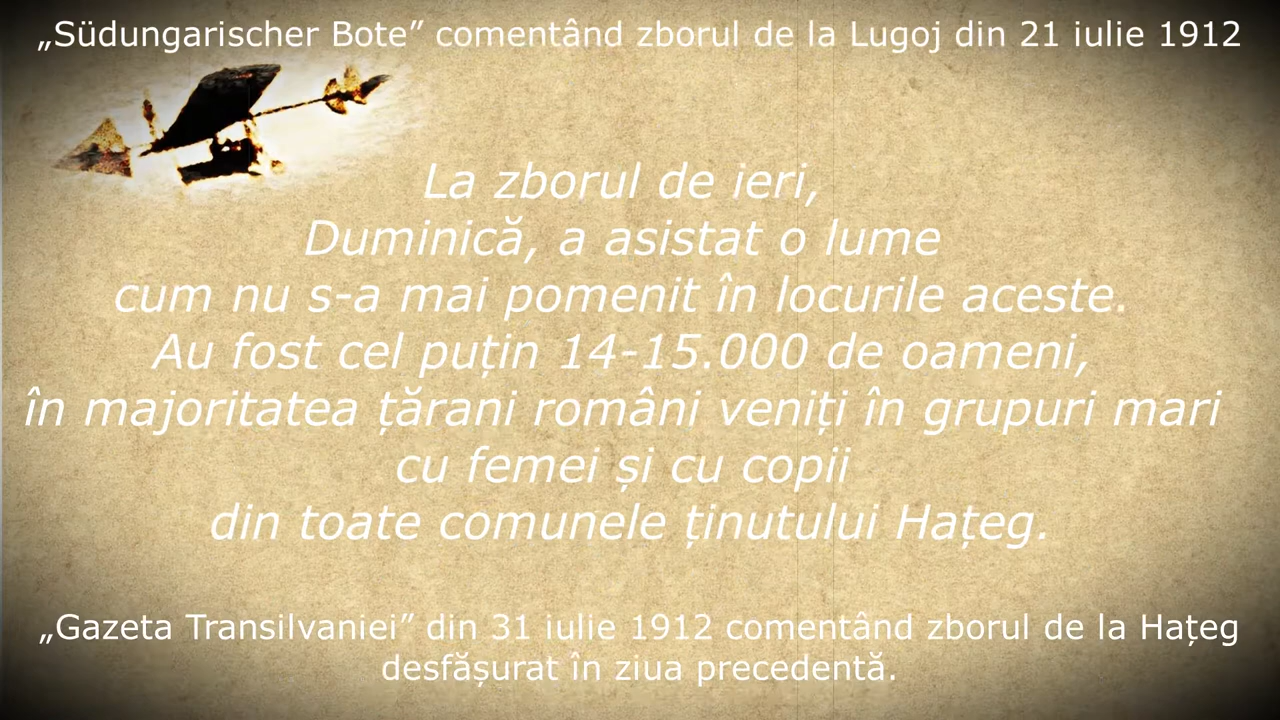 „Südungarischer Bote” comentând zborul de la Lugoj din 21 iulie 1912
La zborul de ieri,
Duminică, a asistat o lume
cum nu s-a mai pomenit în locurile aceste.
Au fost cel puțin 14-15.000 de oameni,
în majoritatea țărani români veniți în grupuri mari
cu femei și cu copii
din toate comunele ținutului Hațeg.
„Gazeta Transilvaniei” din 31 iulie 1912 comentând zborul de la Hațeg
desfășurat în ziua precedentă.